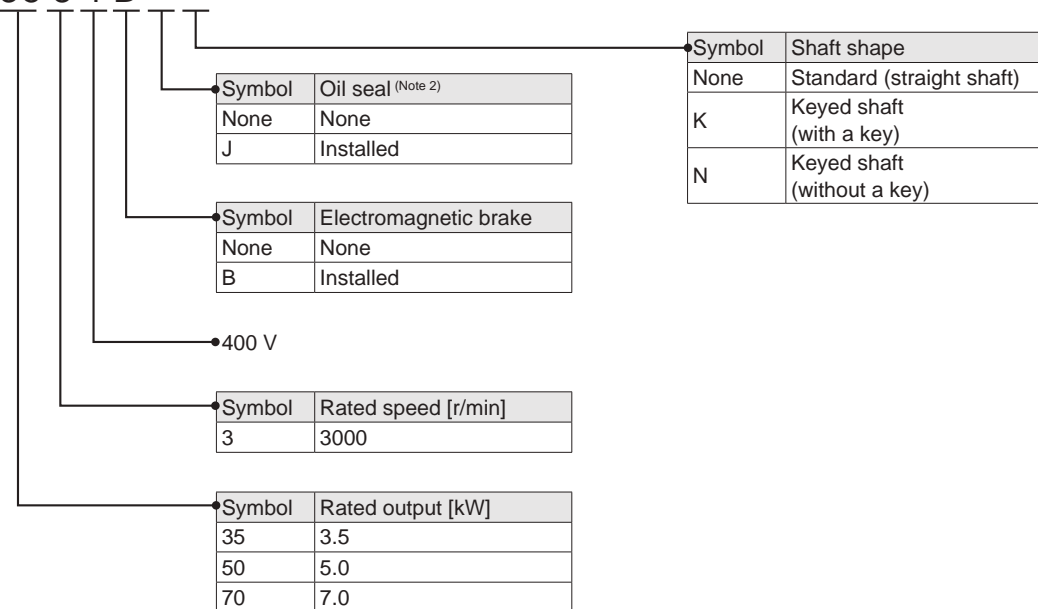 Symbol Shaft shape
None Standard (straight shaft)
K Keyed shaft
(with a key)
N Keyed shaft
(without a key)
Symbol Oil seal (Note 2)
None None
J Installed
Symbol Electromagnetic brake
None None
B Installed
400 V
Symbol Rated speed [r/min]
3 3000
Symbol Rated output [kW]
35 3.5
50 5.0
70 7.0